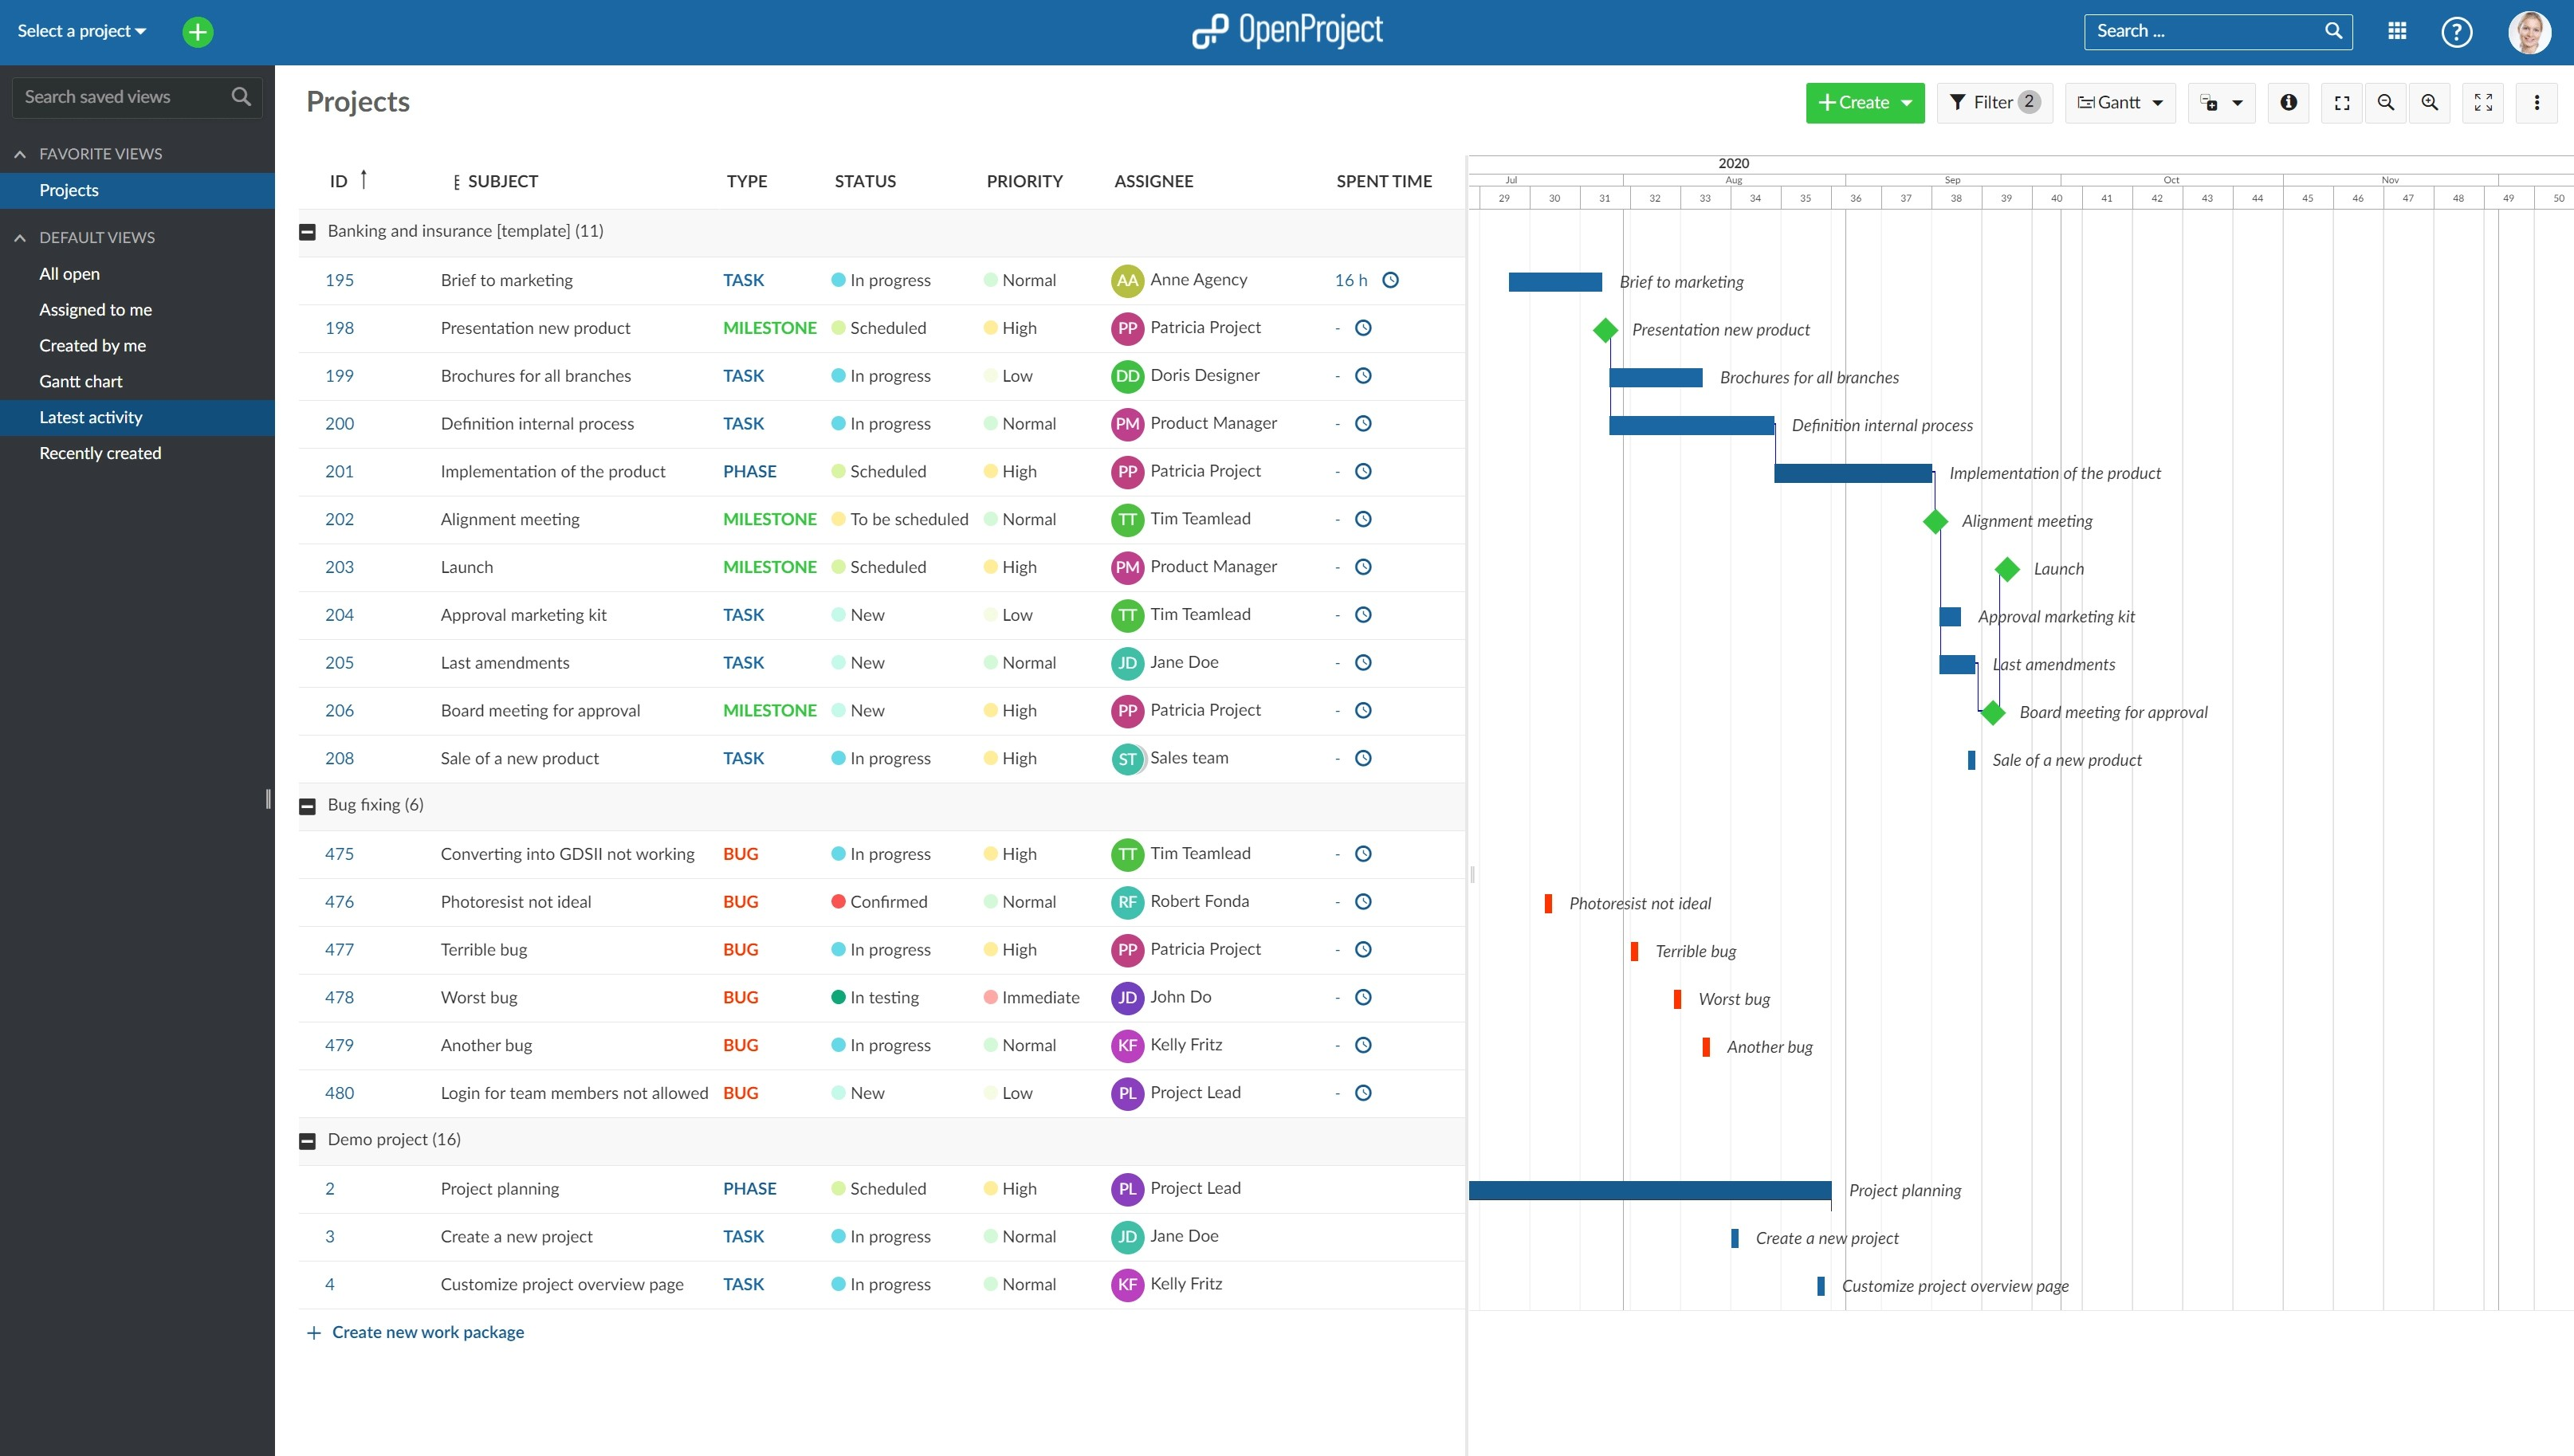 Select a project
OpenProject
Search ...
?
Search saved views
FAVORITE VIEWS
Projects
DEFAULT VIEWS
All open
Assigned to me
Created by me
Gantt chart
Latest activity
Recently created
Projects
Create
Filter 2
Gantt
ID SUBJECT TYPE STATUS PRIORITY ASSIGNEE SPENT TIME
2020
Jul Aug Sep Oct Nov
29 30 31 32 33 34 35 36 37 38 39 40 41 42 43 44 45 46 47 48 49 50
Banking and insurance [template] (11)
195 Brief to marketing TASK In progress Normal AA Anne Agency 16 h Brief to marketing
198 Presentation new product MILESTONE Scheduled High PP Patricia Project - Presentation new product
199 Brochures for all branches TASK In progress Low DD Doris Designer - Brochures for all branches
200 Definition internal process TASK In progress Normal PM Product Manager - Definition internal process
201 Implementation of the product PHASE Scheduled High PP Patricia Project - Implementation of the product
202 Alignment meeting MILESTONE To be scheduled Normal TT Tim Teamlead - Alignment meeting
203 Launch MILESTONE Scheduled High PM Product Manager - Launch
204 Approval marketing kit TASK New Low TT Tim Teamlead - Approval marketing kit
205 Last amendments TASK New Normal JD Jane Doe - Last amendments
206 Board meeting for approval MILESTONE New High PP Patricia Project - Board meeting for approval
208 Sale of a new product TASK In progress High ST Sales team - Sale of a new product
Bug fixing (6)
475 Converting into GDSII not working BUG In progress High TT Tim Teamlead -
476 Photoresist not ideal BUG Confirmed Normal RF Robert Fonda - Photoresist not ideal
477 Terrible bug BUG In progress High PP Patricia Project - Terrible bug
478 Worst bug BUG In testing Immediate JD John Do - Worst bug
479 Another bug BUG In progress Normal KF Kelly Fritz - Another bug
480 Login for team members not allowed BUG New Low PL Project Lead -
Demo project (16)
2 Project planning PHASE Scheduled High PL Project Lead Project planning
3 Create a new project TASK In progress Normal JD Jane Doe Create a new project
4 Customize project overview page TASK In progress Normal KF Kelly Fritz Customize project overview page
Create new work package